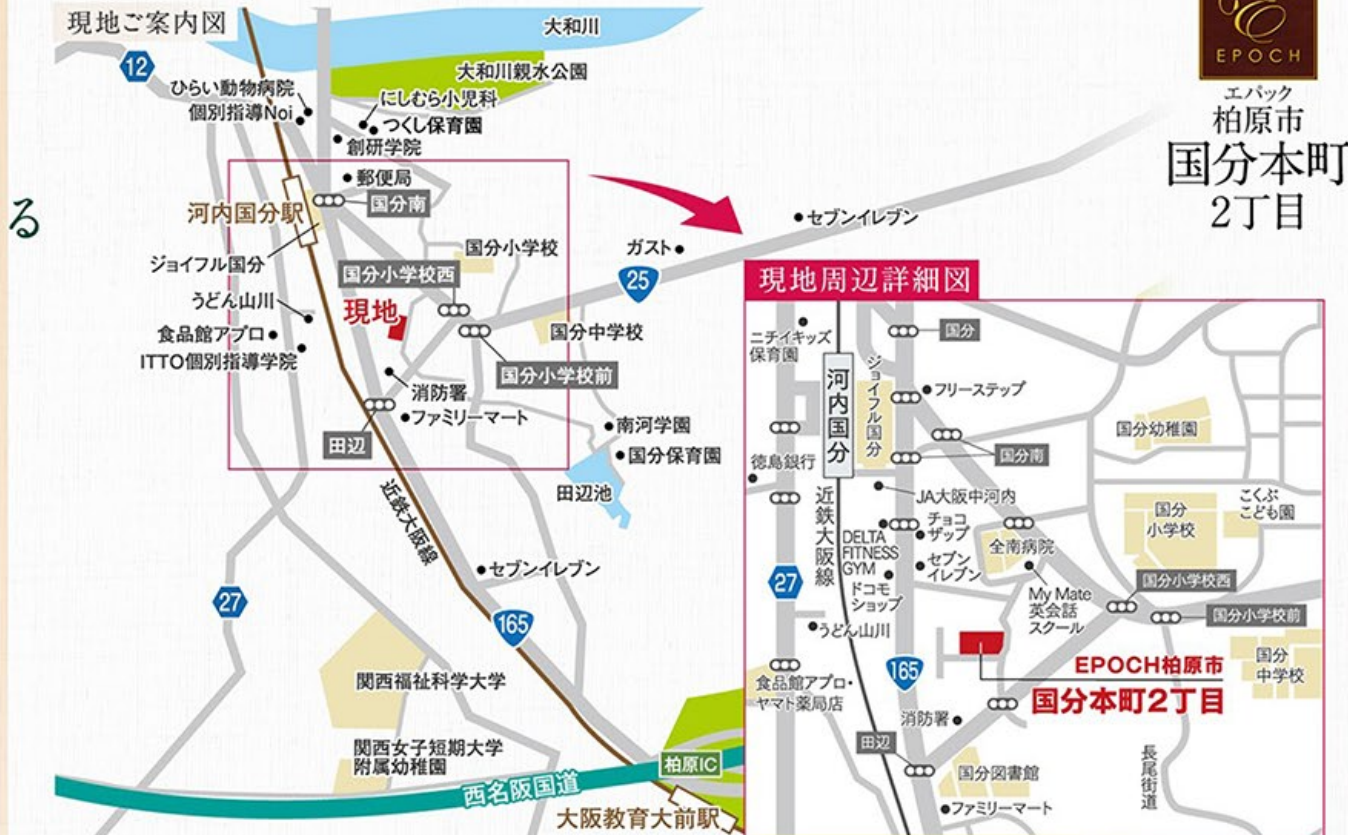 現地ご案内図
大和川
12
大和川親水公園
ひらい動物病院
個別指導Noi
にしむら小児科
つくし保育園
創研学院
郵便局
国分南
河内国分駅
ジョイフル国分
国分小学校
国分小学校西
うどん山川
現地
食品館アプロ
ITTO個別指導学院
国分中学校
国分小学校前
消防署
ファミリーマート
田辺
南河学園
国分保育園
田辺池
近鉄大阪線
セブンイレブン
27
165
関西福祉科学大学
関西女子短期大学
附属幼稚園
西名阪国道
柏原IC
大阪教育大前駅
セブンイレブン
ガスト
25
る
E
EPOCH
エパック
柏原市
国分本町
2丁目
現地周辺詳細図
ニチイキッズ
保育園
国分
河内国分
ジョイフル国分
フリーステップ
国分幼稚園
国分南
徳島銀行
JA大阪中河内
近鉄大阪線
DELTA
FITNESS
GYM
チョコ
ザップ
全南病院
国分
小学校
こくぶ
こども園
セブン
イレブン
27
ドコモ
ショップ
My Mate
英会話
スクール
国分小学校西
国分小学校前
うどん山川
165
EPOCH柏原市
国分本町2丁目
国分
中学校
食品館アプロ・
ヤマト薬局店
消防署
田辺
国分図書館
長尾街道
ファミリーマート